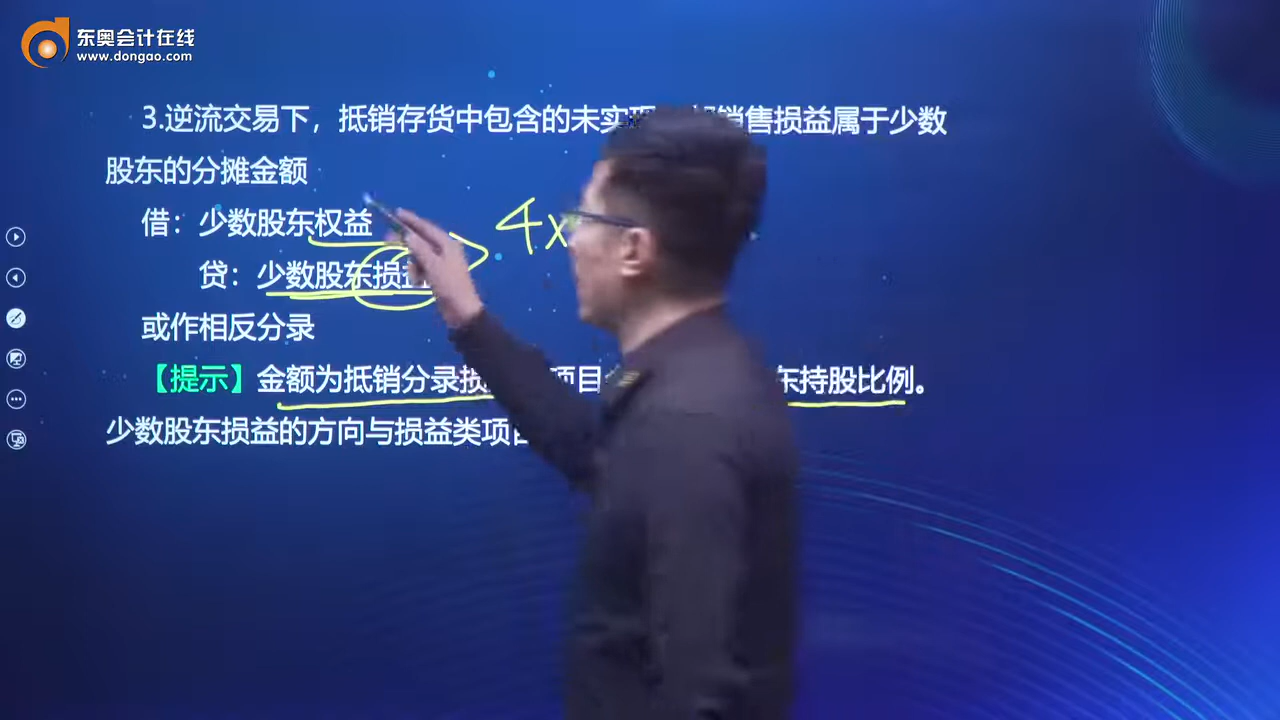 东奥会计在线
www.dongao.com
3.逆流交易下，抵销存货中包含的未实 销售损益属于少数
股东的分摊金额
借：少数股东权益
4x
贷：少数股东损益
或作相反分录
【提示】金额为抵销分录损 项目 东持股比例。
少数股东损益的方向与损益类项目